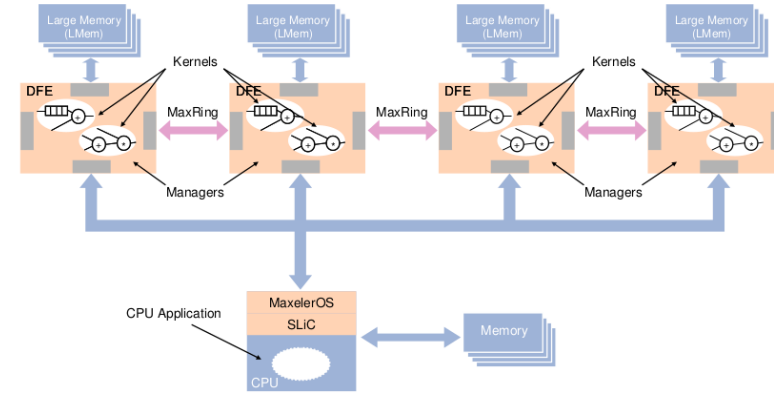 Large Memory
(LMem)
Large Memory
(LMem)
Large Memory
(LMem)
Large Memory
(LMem)
Kernels
Kernels
DFE
DFE
DFE
DFE
MaxRing
MaxRing
MaxRing
+
+
*
+
+
*
+
+
*
+
+
*
Managers
Managers
MaxelerOS
SLiC
CPU Application
Memory
CPU